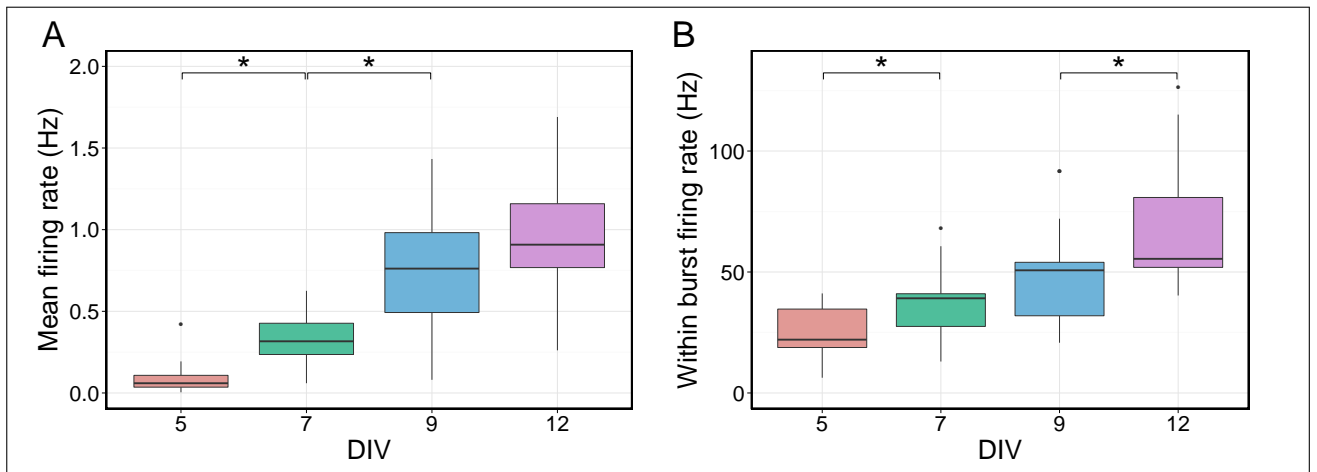 A
Mean firing rate (Hz)
2.0
1.5
1.0
0.5
0.0
* *
5 7 9 12
DIV
B
Within burst firing rate (Hz)
100
50
0
* *
5 7 9 12
DIV